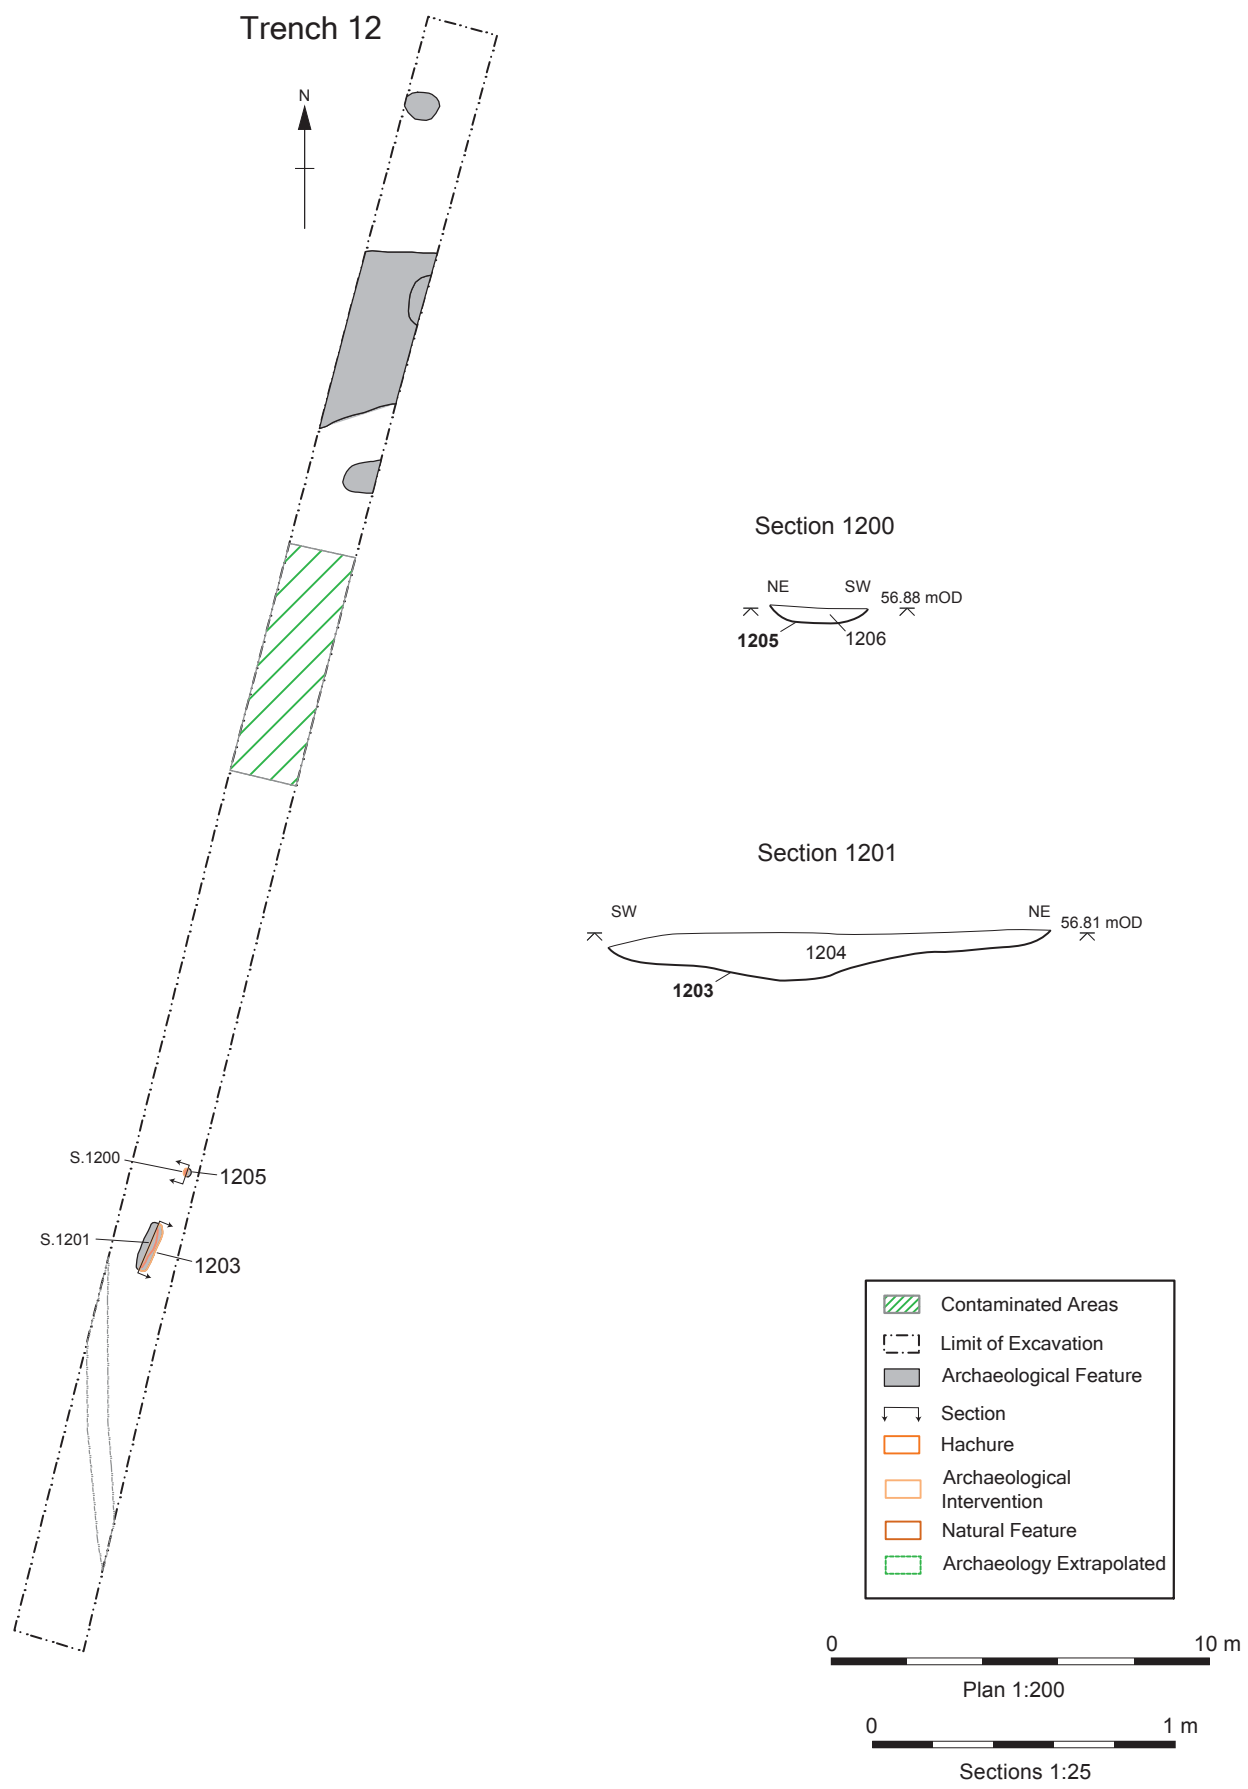 Trench 12
N
Section 1200
NE
SW
56.88 mOD
1205
1206
Section 1201
SW
NE
56.81 mOD
1204
1203
S.1200
1205
S.1201
1203
Contaminated Areas
Limit of Excavation
Archaeological Feature
Section
Hachure
Archaeological
Intervention
Natural Feature
Archaeology Extrapolated
0
10 m
Plan 1:200
0
1 m
Sections 1:25